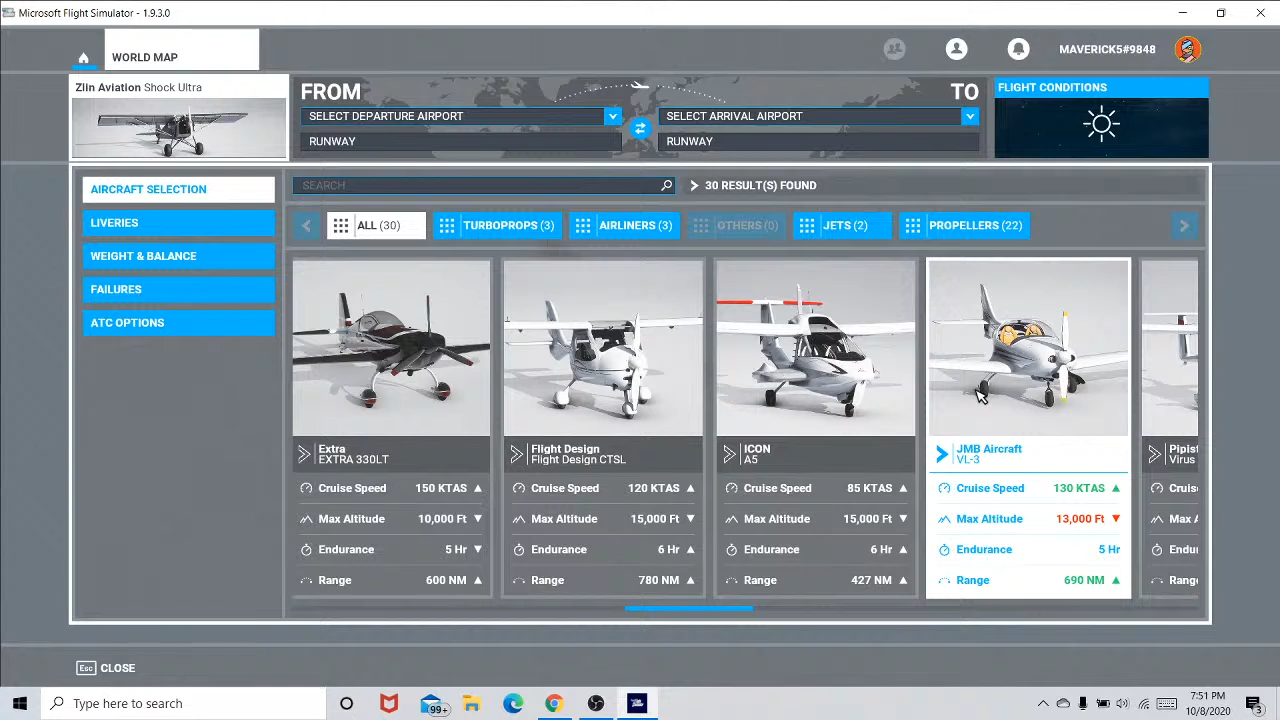 Microsoft Flight Simulator - 1.9.3.0
WORLD MAP
MAVERICK5#9848
Zlin Aviation Shock Ultra
FROM
TO
SELECT DEPARTURE AIRPORT
SELECT ARRIVAL AIRPORT
RUNWAY
RUNWAY
FLIGHT CONDITIONS
AIRCRAFT SELECTION
LIVERIES
WEIGHT & BALANCE
FAILURES
ATC OPTIONS
SEARCH
30 RESULT(S) FOUND
ALL (30)
TURBOPROPS (3)
AIRLINERS (3)
OTHERS (0)
JETS (2)
PROPELLERS (22)
Extra
EXTRA 330LT
Cruise Speed 150 KTAS
Max Altitude 10,000 Ft
Endurance 5 Hr
Range 600 NM
Flight Design
Flight Design CTSL
Cruise Speed 120 KTAS
Max Altitude 15,000 Ft
Endurance 6 Hr
Range 780 NM
ICON
A5
Cruise Speed 85 KTAS
Max Altitude 15,000 Ft
Endurance 6 Hr
Range 427 NM
JMB Aircraft
VL-3
Cruise Speed 130 KTAS
Max Altitude 13,000 Ft
Endurance 5 Hr
Range 690 NM
Pipist
Virus
Cruis
Max A
Endur
Rang
Esc CLOSE
Type here to search
99+
7:51 PM
10/8/2020
3